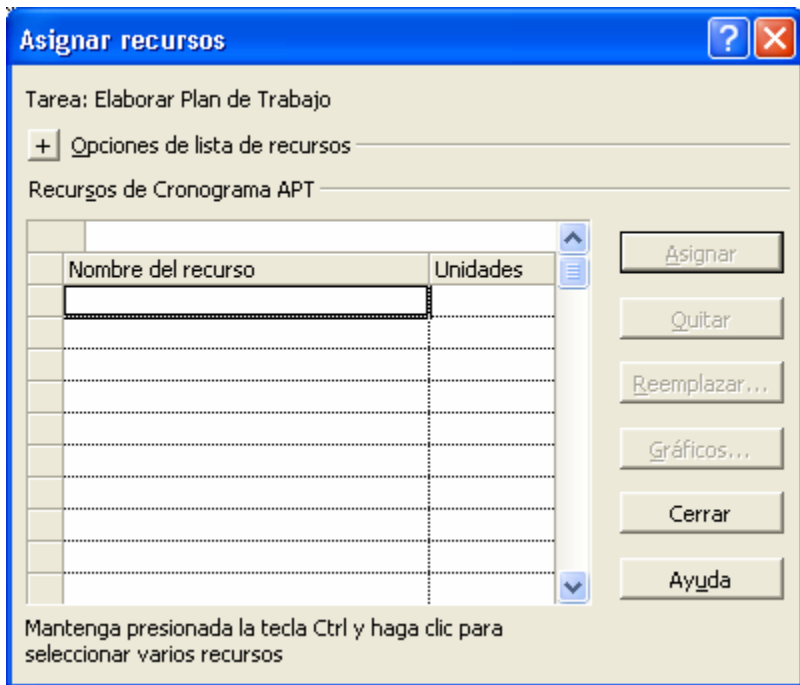 Asignar recursos
Tarea: Elaborar Plan de Trabajo
+ Opciones de lista de recursos
Recursos de Cronograma APT
Nombre del recurso Unidades
Asignar
Quitar
Reemplazar...
Gráficos...
Cerrar
Ayuda
Mantenga presionada la tecla Ctrl y haga clic para
seleccionar varios recursos